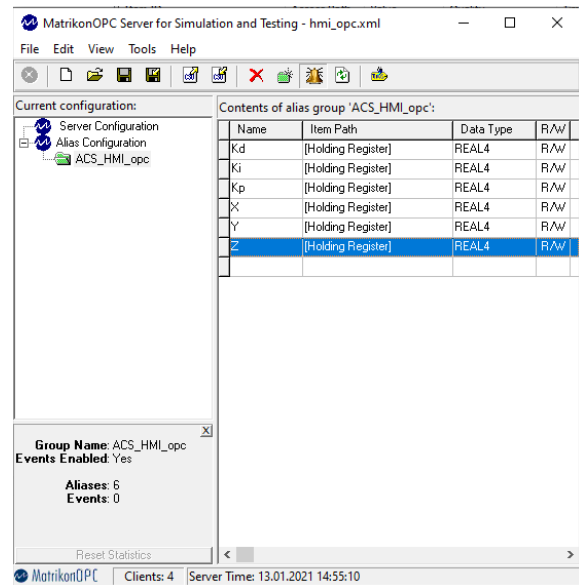 MatrikonOPC Server for Simulation and Testing - hmi_opc.xml
File Edit View Tools Help
Current configuration:
Server Configuration
Alias Configuration
ACS_HMI_opc
Contents of alias group 'ACS_HMI_opc':
Name Item Path Data Type R/W
Kd [Holding Register] REAL4 R/W
Ki [Holding Register] REAL4 R/W
Kp [Holding Register] REAL4 R/W
X [Holding Register] REAL4 R/W
Y [Holding Register] REAL4 R/W
Z [Holding Register] REAL4 R/W
Group Name: ACS_HMI_opc
Events Enabled: Yes
Aliases: 6
Events: 0
Reset Statistics
MatrikonOPC Clients: 4 Server Time: 13.01.2021 14:55:10